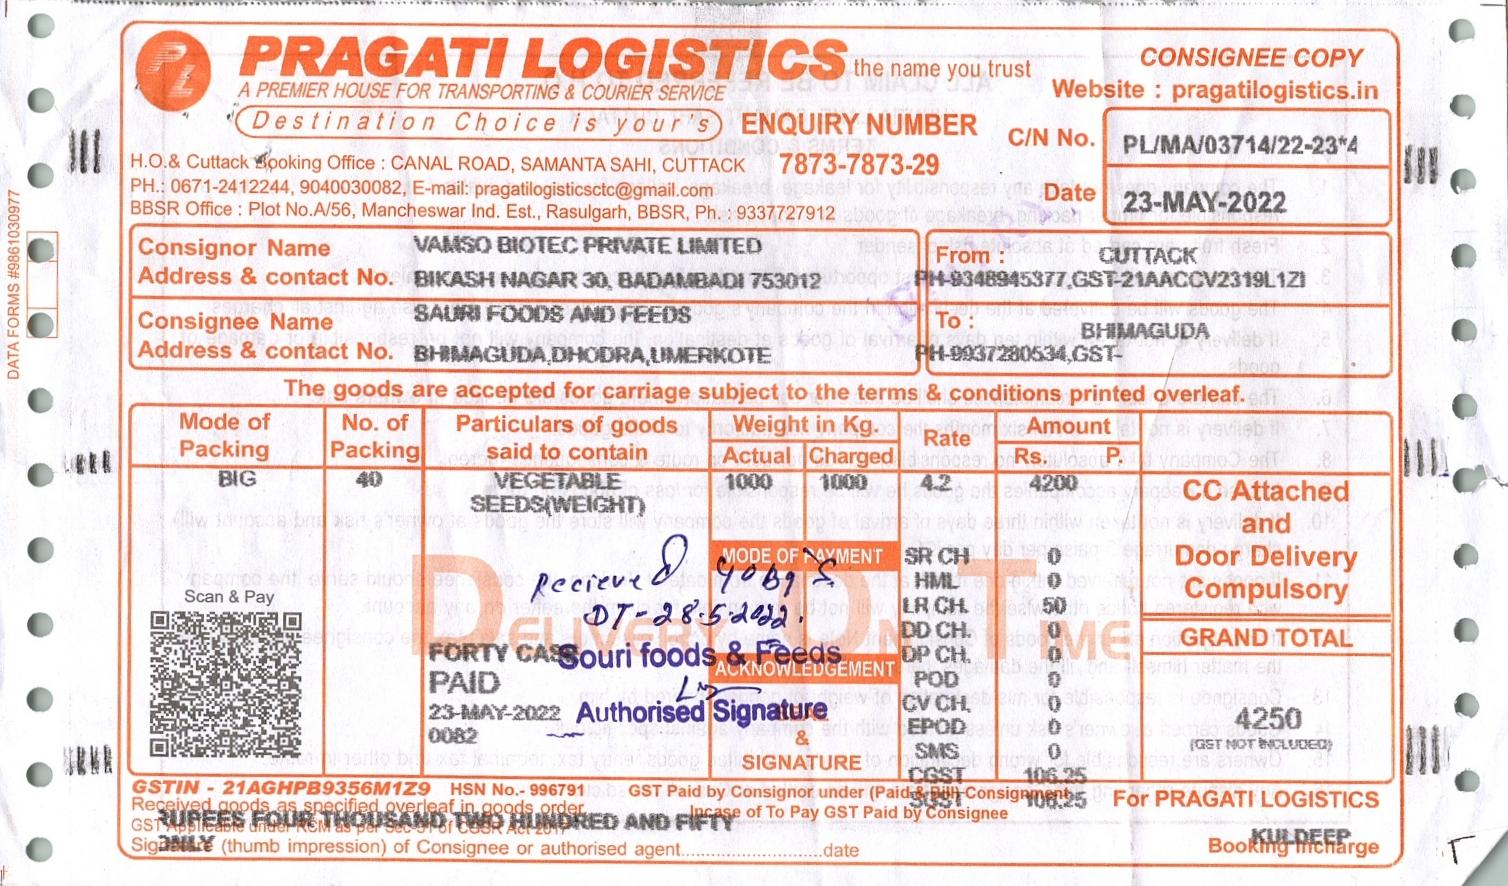 PL
PRAGATI LOGISTICS the name you trust
A PREMIER HOUSE FOR TRANSPORTING & COURIER SERVICE
Destination Choice is your's
CONSIGNEE COPY
Website : pragatilogistics.in
ENQUIRY NUMBER
7873-7873-29
C/N No. PL/MA/03714/22-23*4
Date 23-MAY-2022
H.O.& Cuttack Booking Office : CANAL ROAD, SAMANTA SAHI, CUTTACK
PH.: 0671-2412244, 9040030082, E-mail: pragatilogisticsctc@gmail.com
BBSR Office : Plot No.A/56, Mancheswar Ind. Est., Rasulgarh, BBSR, Ph. : 9337727912
DATA FORMS #9861030977
Consignor Name VAMSO BIOTEC PRIVATE LIMITED
Address & contact No. BIKASH NAGAR 30, BADAMBADI 753012
From : CUTTACK
PH-9348945377,GST-21AACCV2319L1ZI
Consignee Name SAURI FOODS AND FEEDS
Address & contact No. BHIMAGUDA,DHODRA,UMERKOTE
To : BHIMAGUDA
PH-9937280534,GST-
The goods are accepted for carriage subject to the terms & conditions printed overleaf.
Mode of Packing
No. of Packing
Particulars of goods said to contain
Weight in Kg.
Actual Charged
Rate
Amount
Rs. P.
BIG 40 VEGETABLE 1000 1000 4.2 4200
SEEDS(WEIGHT)
CC Attached
and
Door Delivery
Compulsory
GRAND TOTAL
4250
(GST NOT INCLUDED)
MODE OF PAYMENT
DELIVERY ON TIME
Recieved 40 bgs
DT-28.5.2022.
Scan & Pay
SR CH 0
HML 0
LR CH. 50
DD CH. 0
DP CH. 0
POD 0
CV CH. 0
EPOD 0
SMS 0
CGST 106.25
SGST 106.25
FORTY CAS
PAID
23-MAY-2022
0082
Souri foods & Feeds
Authorised Signature
ACKNOWLEDGEMENT
&
SIGNATURE
GSTIN - 21AGHPB9356M1Z9 HSN No.- 996791 GST Paid by Consignor under (Paid & Bill) Consignment
Incase of To Pay GST Paid by Consignee
Received goods as specified overleaf in goods order
RUPEES FOUR THOUSAND TWO HUNDRED AND FIFTY
ONLY
GST Applicable under RCM as per Sec-
Signature (thumb impression) of Consignee or authorised agent........................date
For PRAGATI LOGISTICS
KULDEEP
Booking Incharge